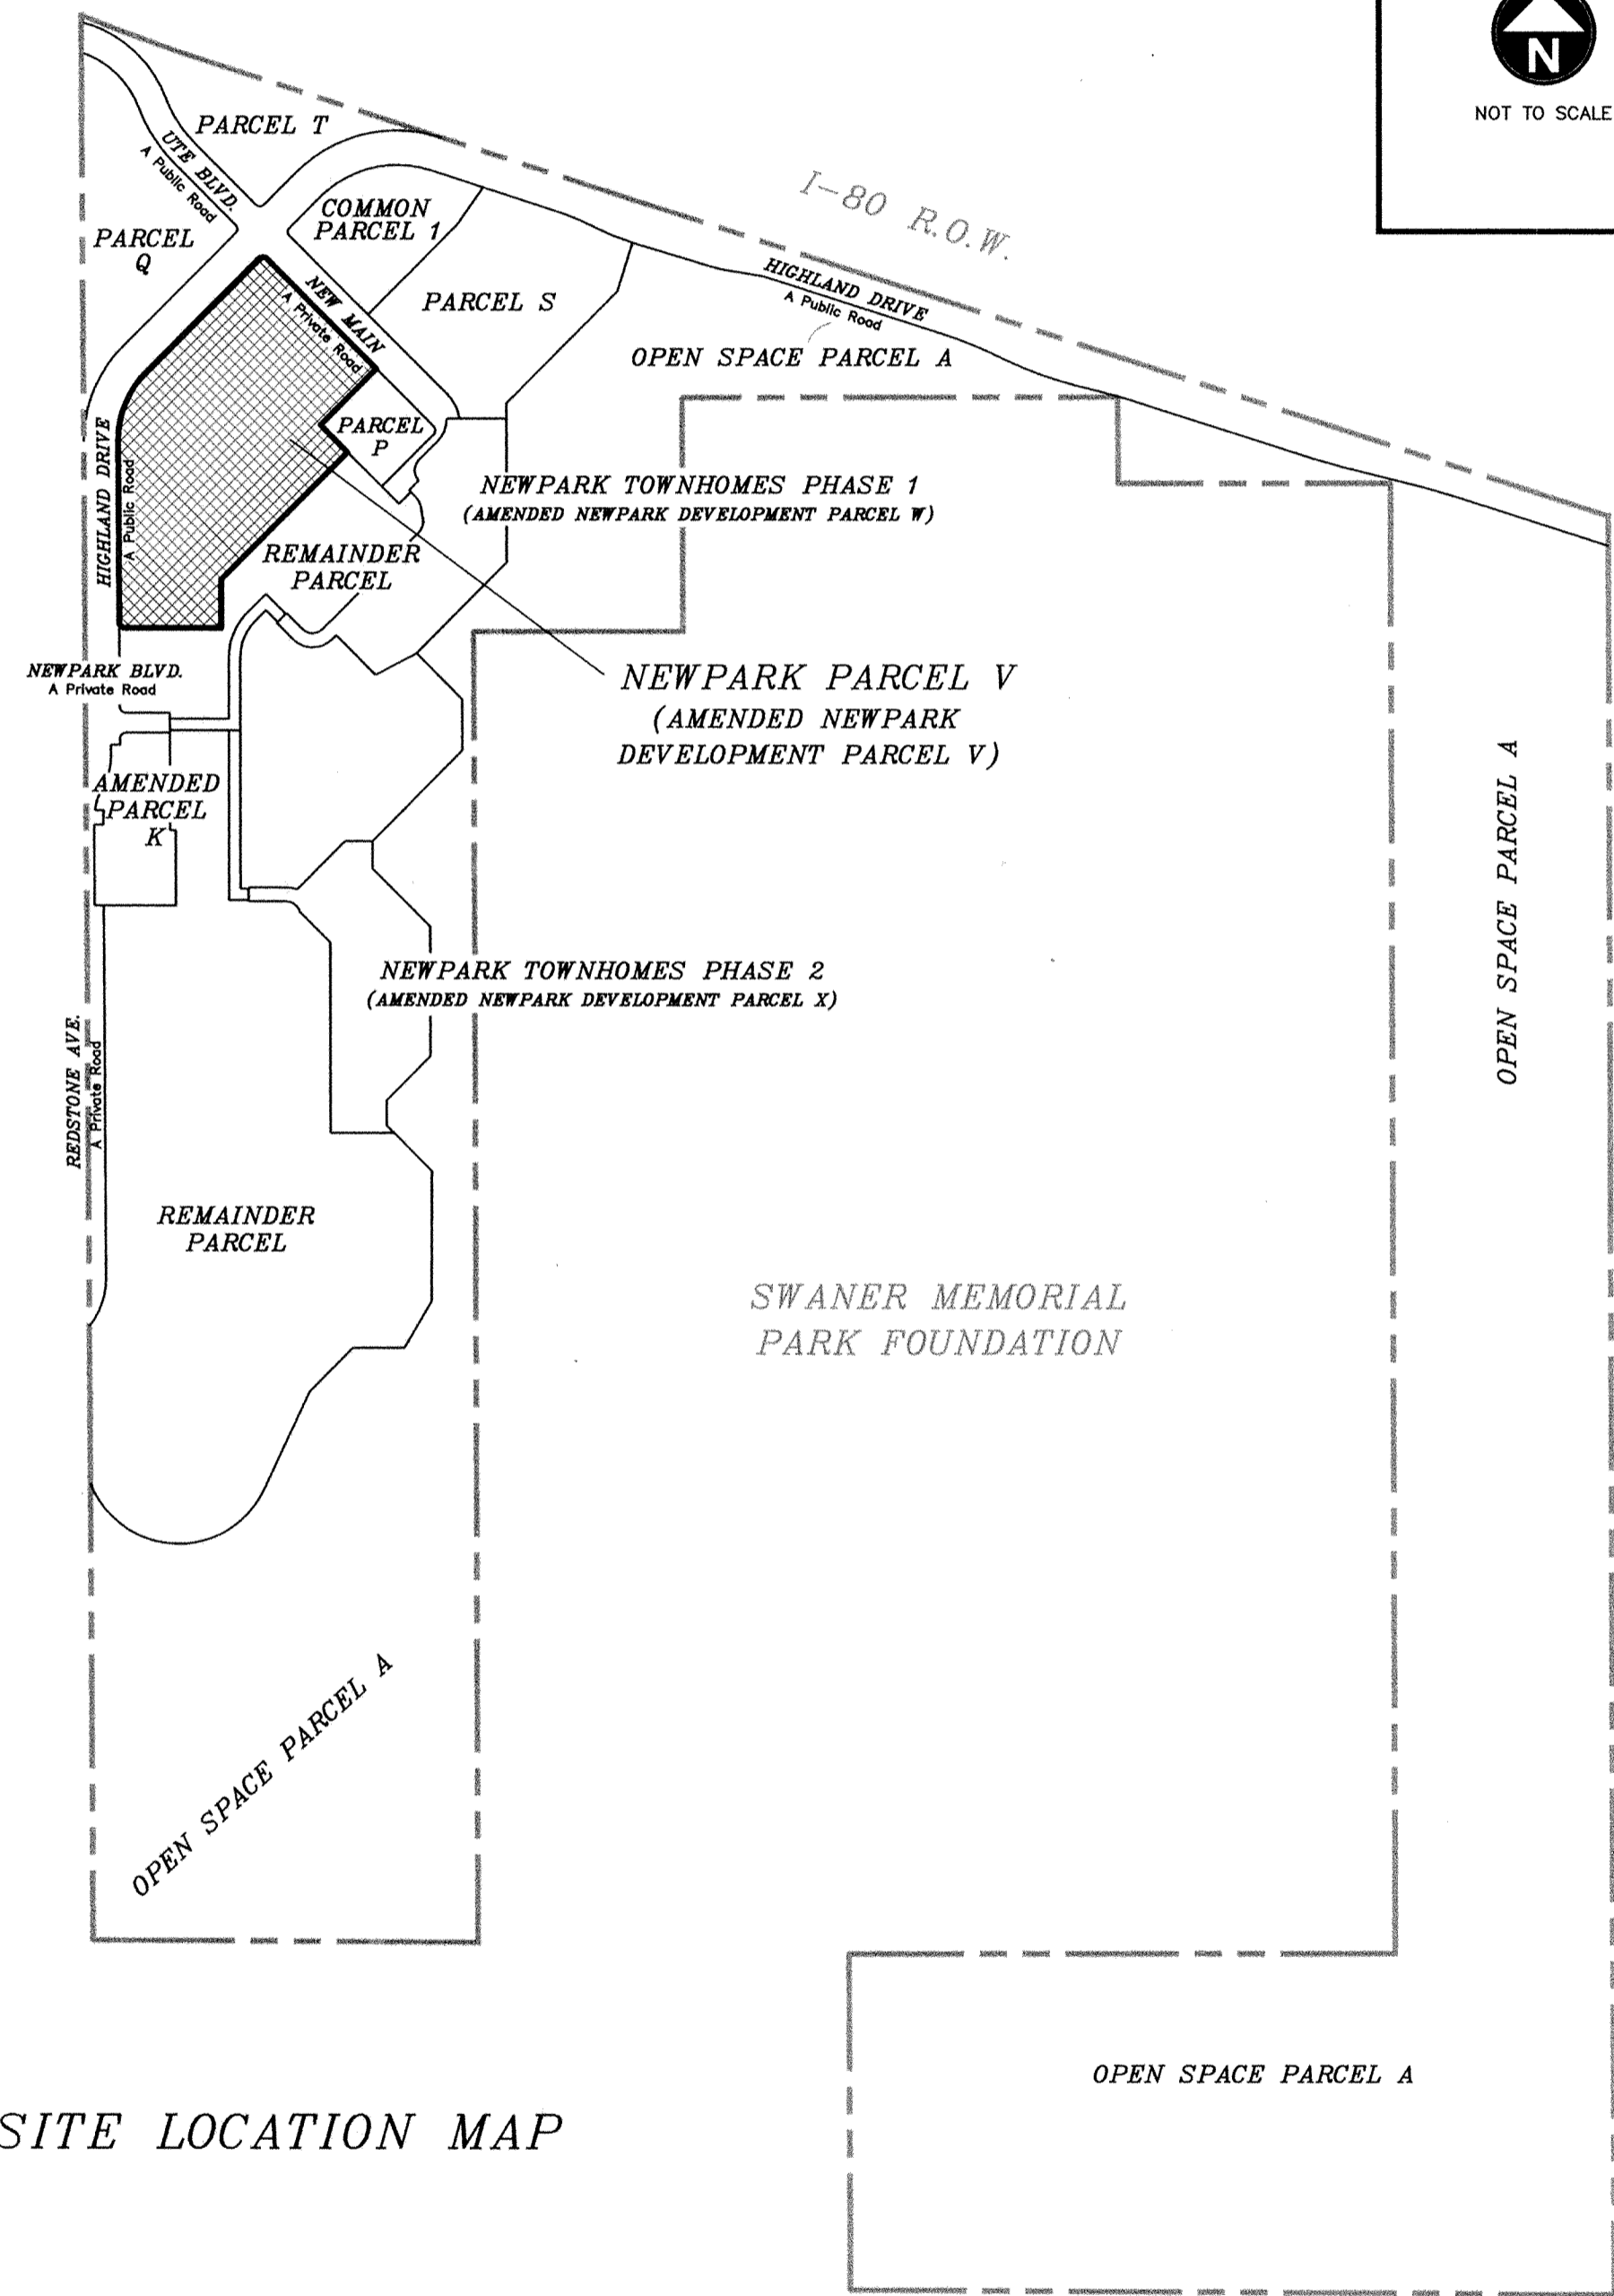 N
NOT TO SCALE
PARCEL T
UTE BLVD.
A Public Road
COMMON
PARCEL 1
PARCEL
Q
I-80 R.O.W.
NEW MAIN
A Private Road
PARCEL S
HIGHLAND DRIVE
A Public Road
OPEN SPACE PARCEL A
PARCEL
P
HIGHLAND DRIVE
A Public Road
NEWPARK TOWNHOMES PHASE 1
(AMENDED NEWPARK DEVELOPMENT PARCEL W)
REMAINDER
PARCEL
NEWPARK BLVD.
A Private Road
NEWPARK PARCEL V
(AMENDED NEWPARK
DEVELOPMENT PARCEL V)
AMENDED
PARCEL
K
OPEN SPACE PARCEL A
NEWPARK TOWNHOMES PHASE 2
(AMENDED NEWPARK DEVELOPMENT PARCEL X)
REDSTONE AVE.
A Private Road
REMAINDER
PARCEL
SWANER MEMORIAL
PARK FOUNDATION
OPEN SPACE PARCEL A
OPEN SPACE PARCEL A
SITE LOCATION MAP